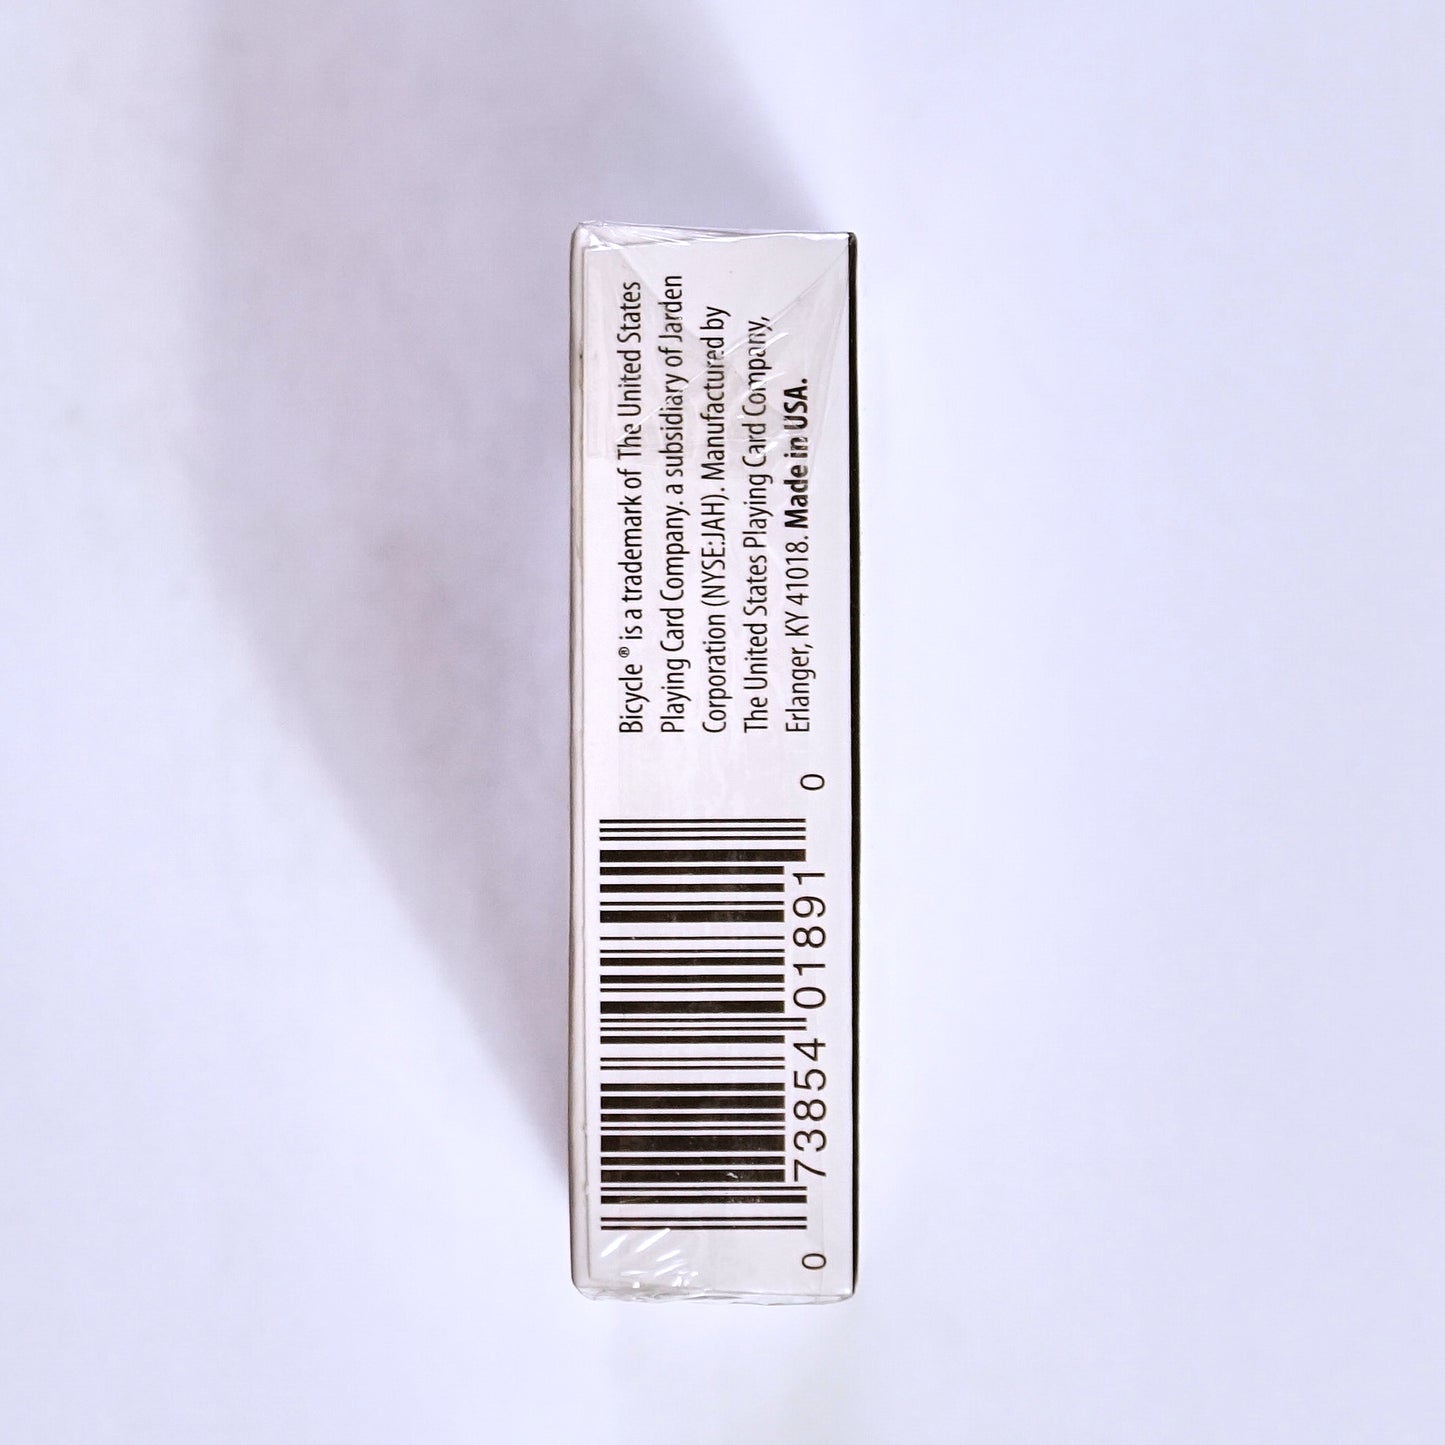 Bicycle ® is a trademark of The United States
Playing Card Company. a subsidiary of Jarden
Corporation (NYSE:JAH). Manufactured by
The United States Playing Card Company,
Erlanger, KY 41018. Made in USA.
0 73854 01891 0